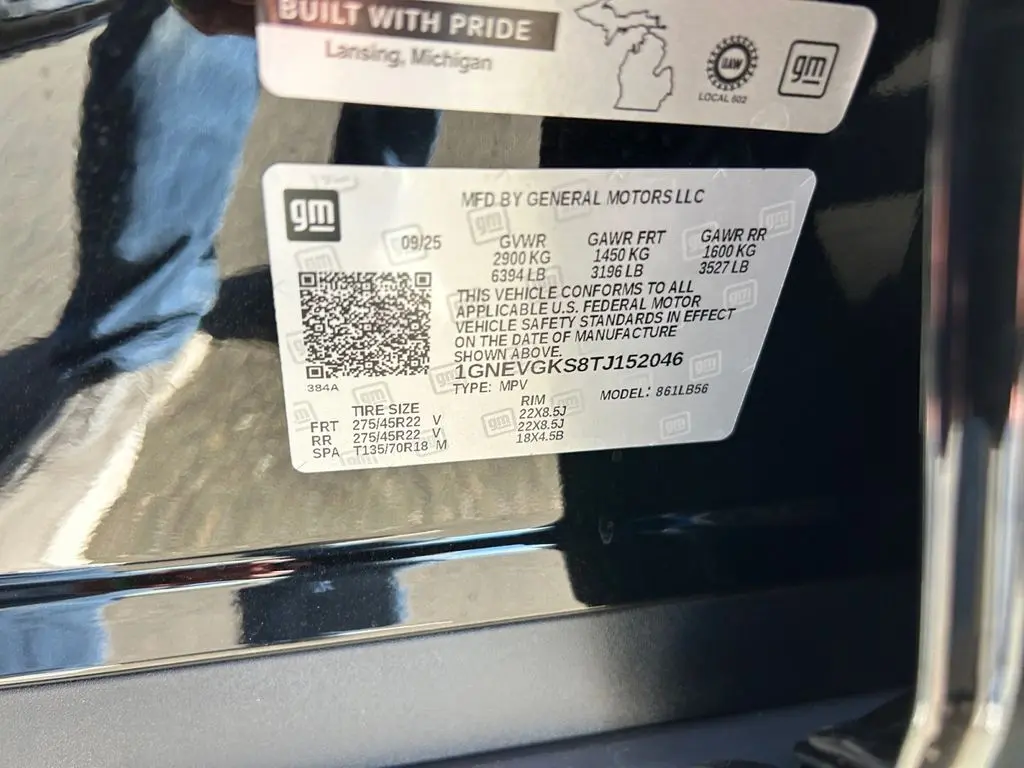 BUILT WITH PRIDE
Lansing, Michigan
UAW
LOCAL 602
gm
gm
MFD BY GENERAL MOTORS LLC
09/25 GVWR GAWR FRT GAWR RR
2900 KG 1450 KG 1600 KG
6394 LB 3196 LB 3527 LB
THIS VEHICLE CONFORMS TO ALL
APPLICABLE U.S. FEDERAL MOTOR
VEHICLE SAFETY STANDARDS IN EFFECT
ON THE DATE OF MANUFACTURE
SHOWN ABOVE.
1GNEVGKS8TJ152046
384A
TYPE: MPV MODEL: 861LB56
TIRE SIZE RIM
FRT 275/45R22 V 22X8.5J
RR 275/45R22 V 22X8.5J
SPA T135/70R18 M 18X4.5B